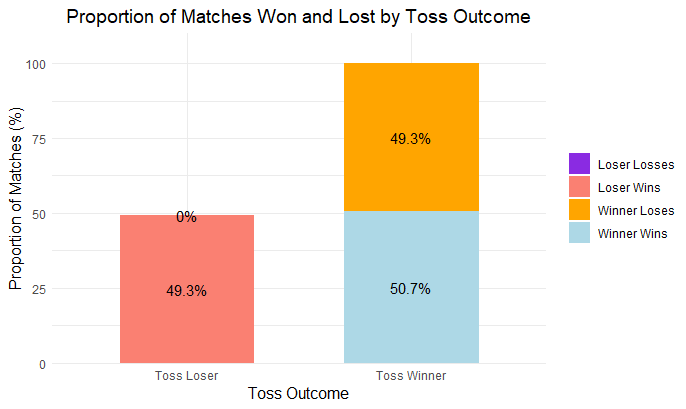 Proportion of Matches Won and Lost by Toss Outcome
Proportion of Matches (%)
100
75
50
25
0
49.3%
0%
49.3%
50.7%
Toss Loser
Toss Winner
Toss Outcome
Loser Losses
Loser Wins
Winner Loses
Winner Wins